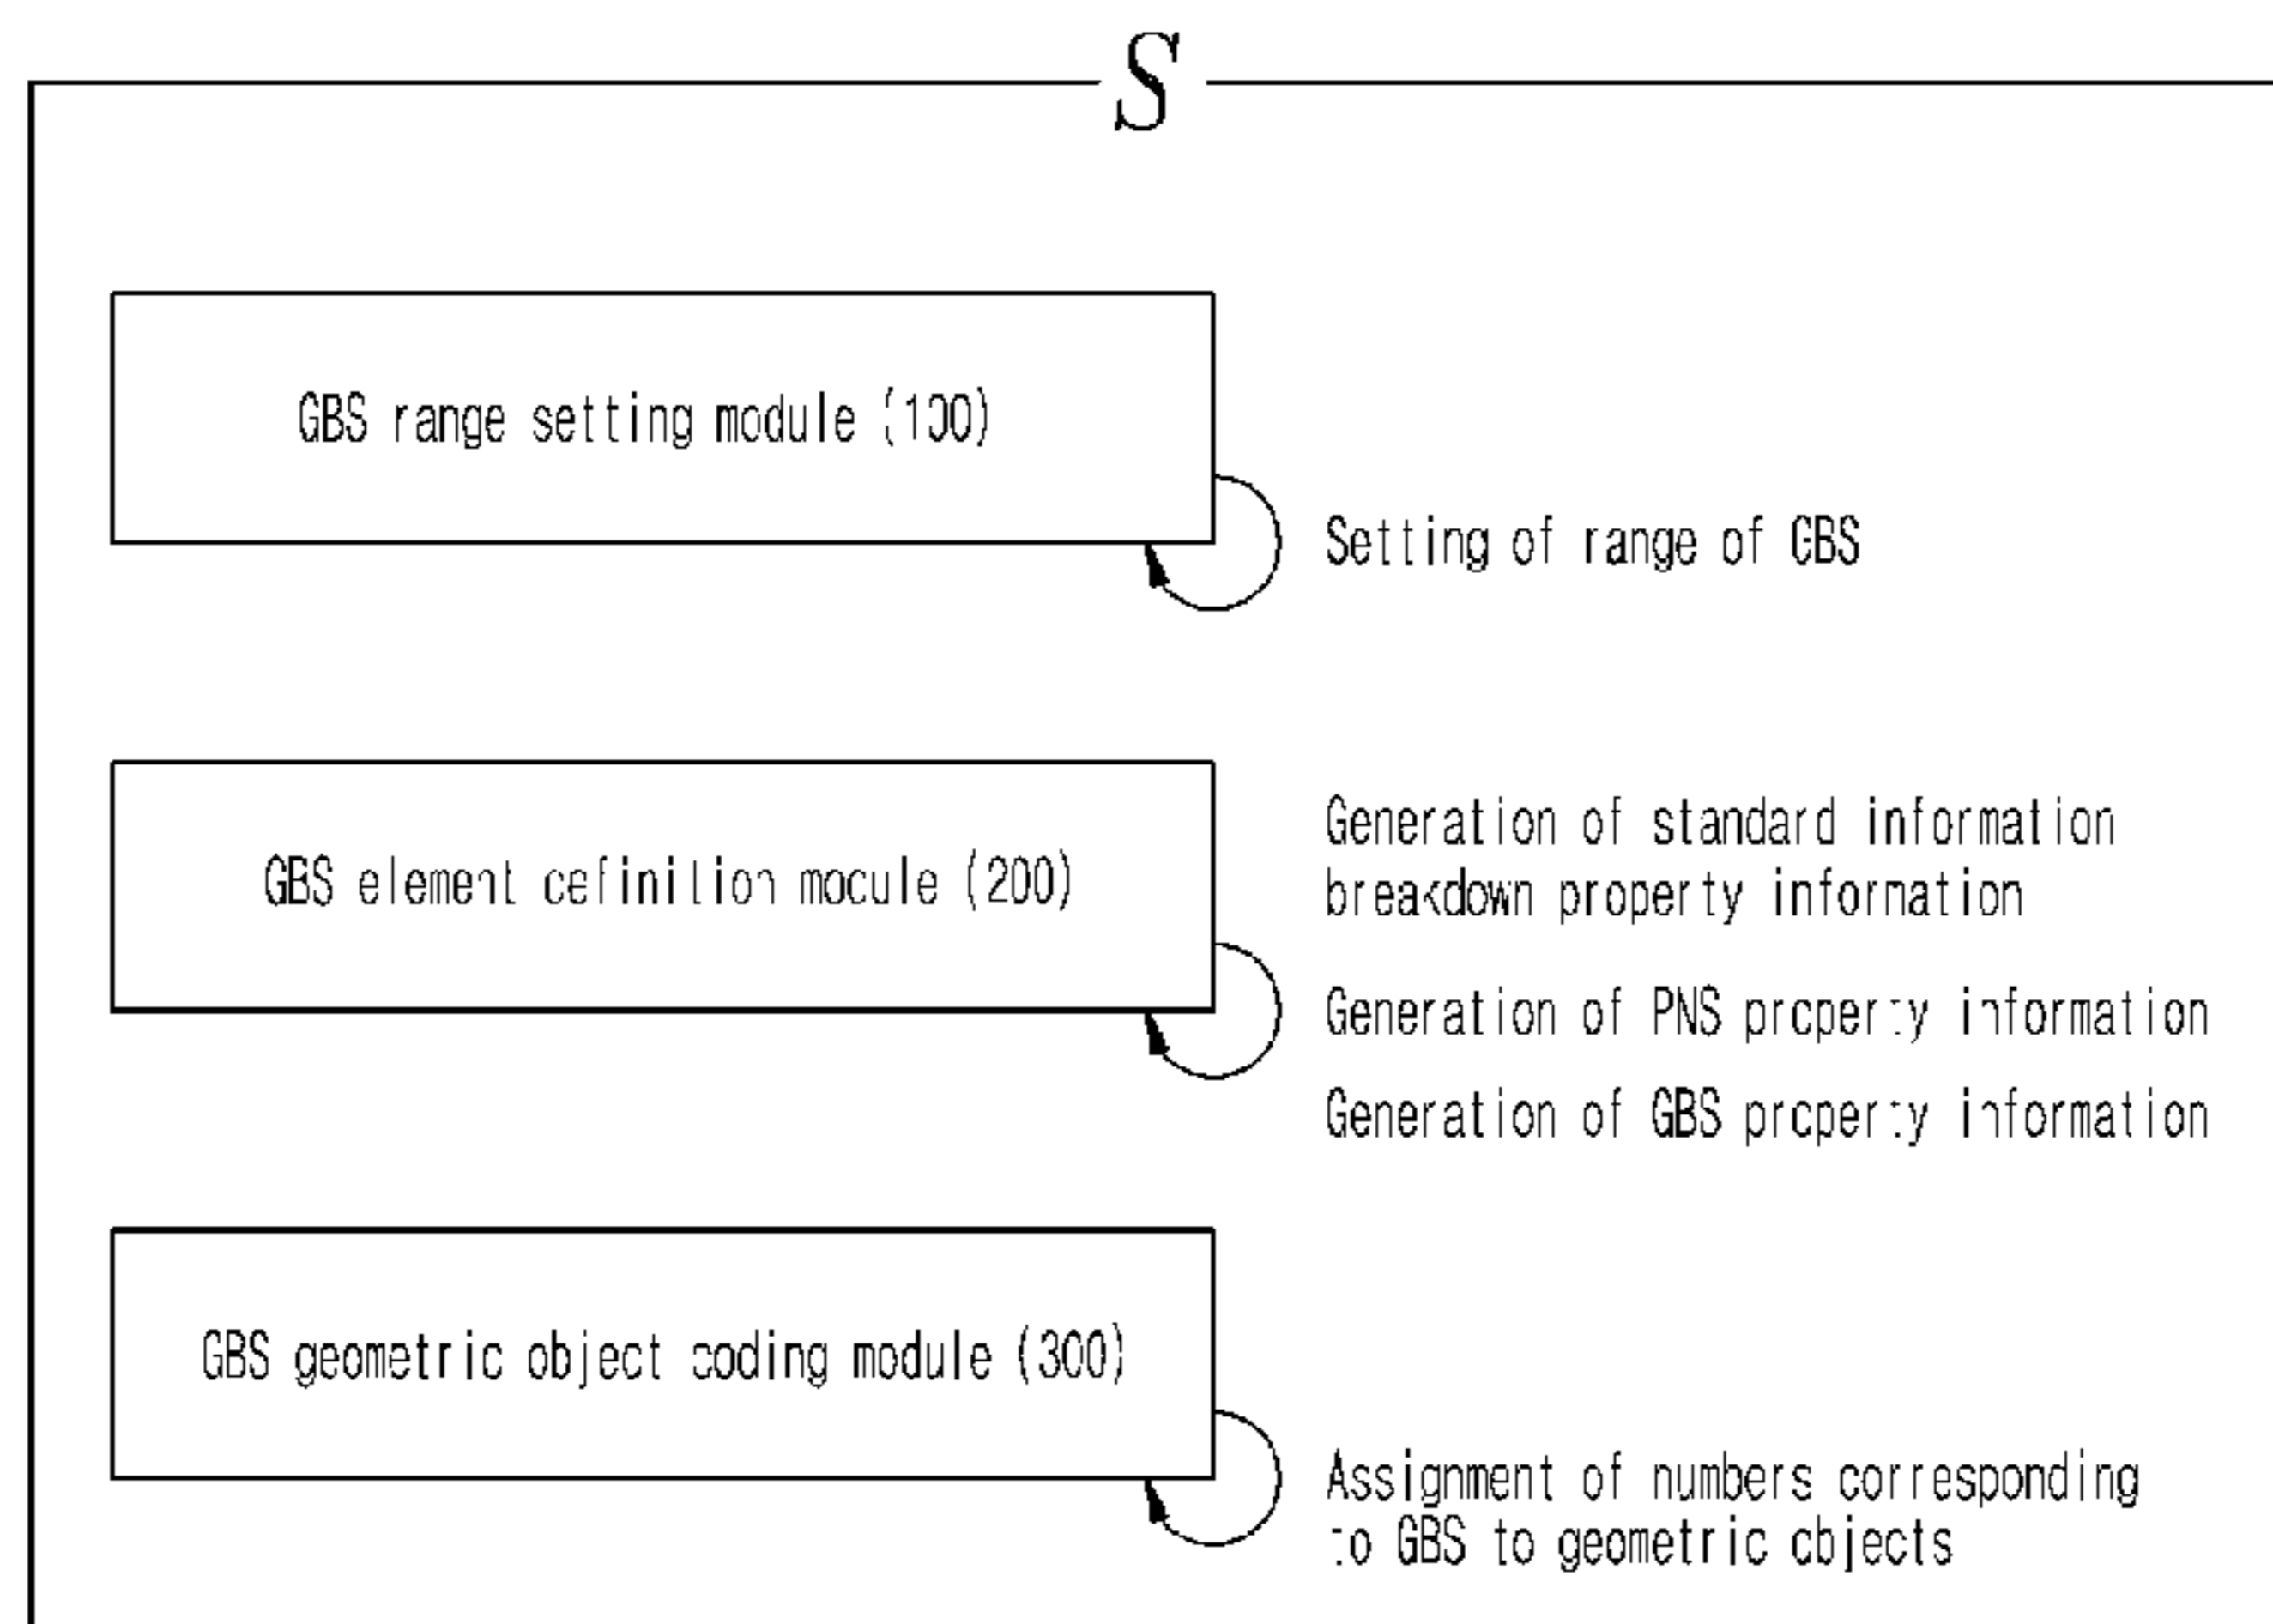 S
GBS range setting module (100)
Setting of range of GBS
GBS element definition module (200)
Generation of standard information
breakdown property information
Generation of PNS property information
Generation of GBS property information
GBS geometric object coding module (300)
Assignment of numbers corresponding
to GBS to geometric objects